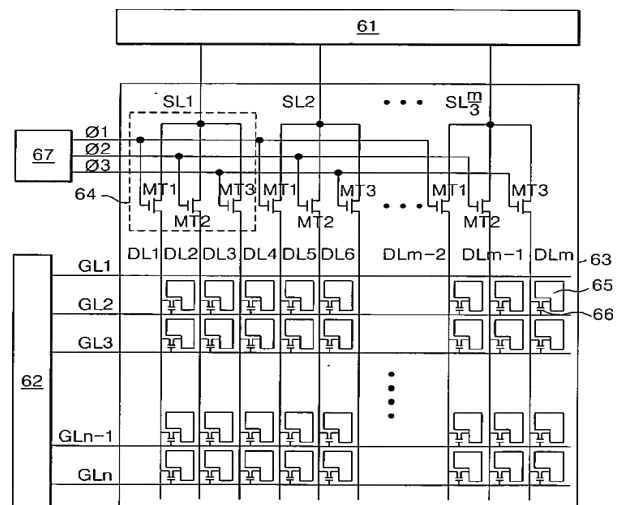 61
SL1 SL2 • • • SL m/3
Ø1
Ø2
Ø3
67
64
MT1 MT3 MT1 MT3 MT1 MT3
MT2 MT2 MT2
DL1 DL2 DL3 DL4 DL5 DL6 DLm-2 DLm-1 DLm
63
GL1
65
GL2
66
GL3
62
GLn-1
GLn